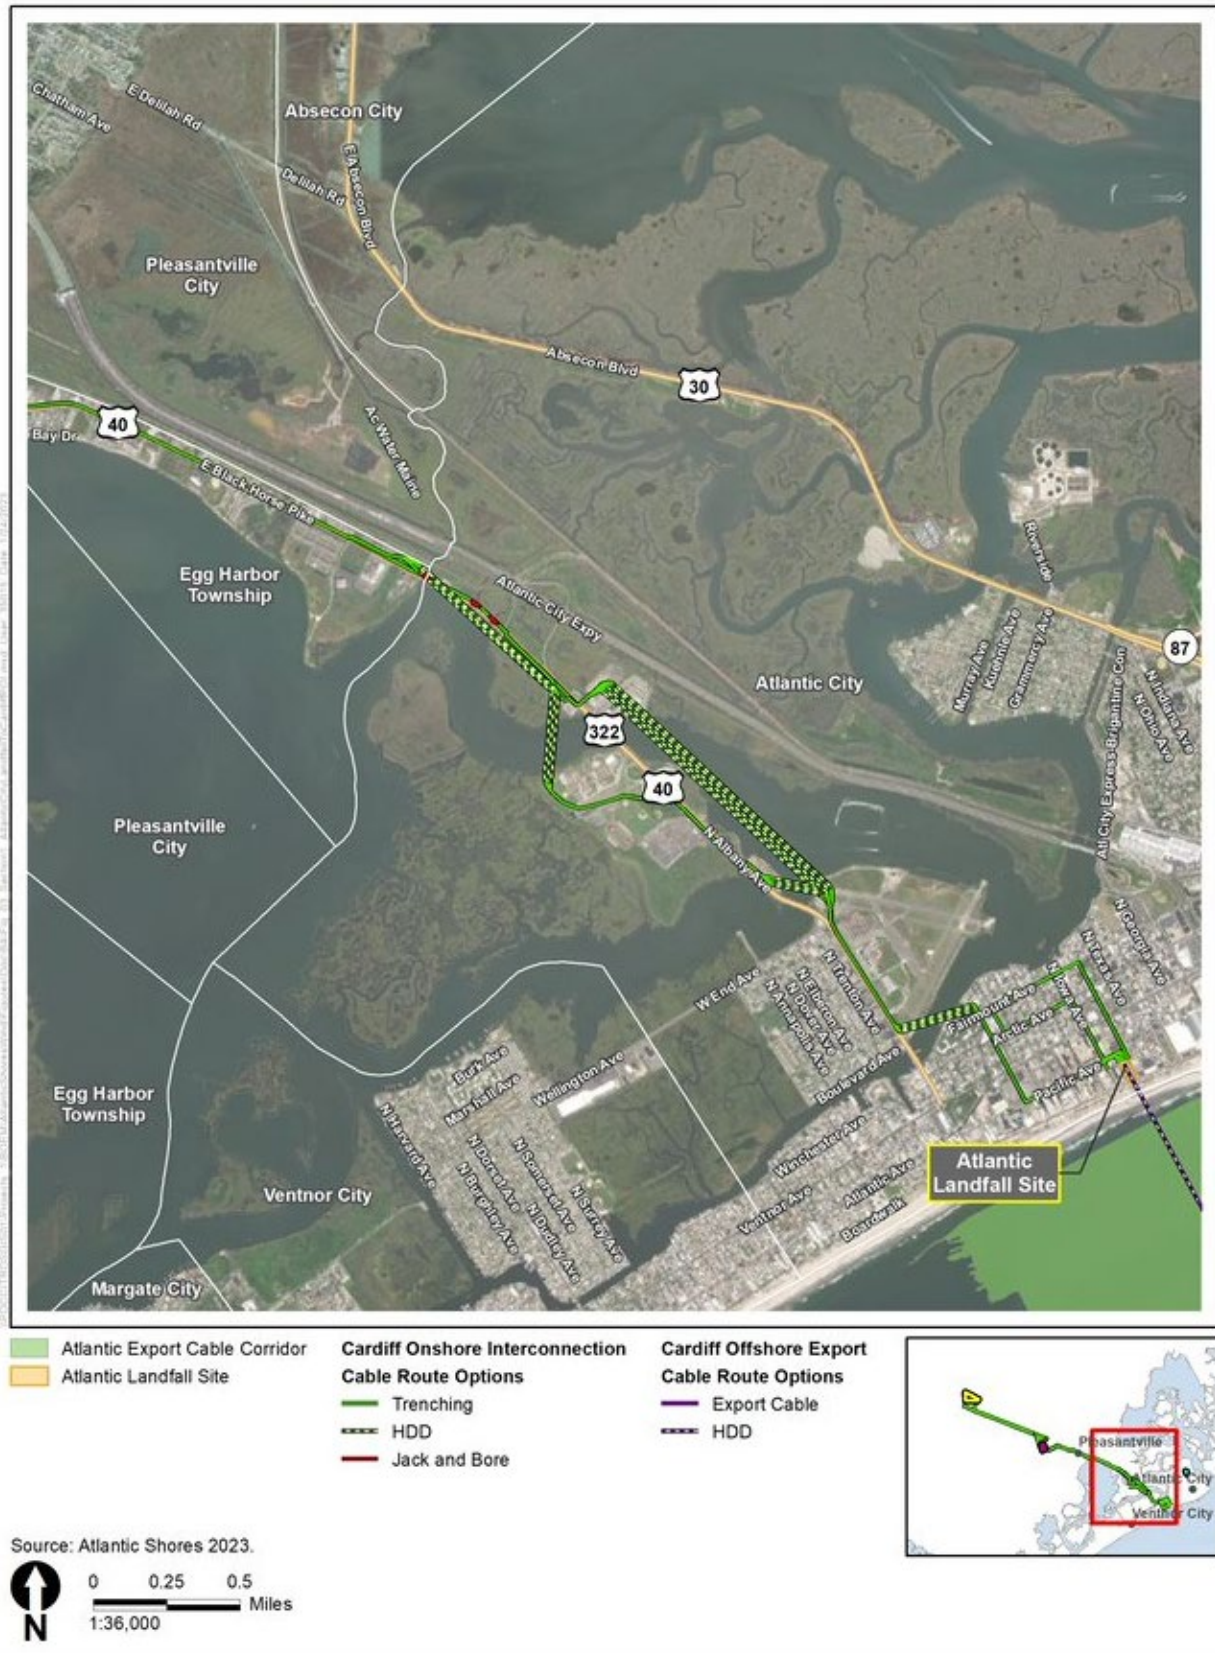 Chatham Ave
E Delilah Rd
Absecon City
E Absecon Blvd
Delilah Rd
Pleasantville
City
Absecon Blvd
30
40
Bay Dr
Ac Water Maine
E Black Horse Pike
Egg Harbor
Township
Atlantic City Expy
Riverside
Murray Ave
Kuehnle Ave
Grammercy Ave
87
Atlantic City
N Indiana Ave
N Ohio Ave
Atl City Express Brigantine Con
322
40
Pleasantville
City
N Albany Ave
N Georgia Ave
N Texas Ave
N Iowa Ave
W End Ave
N Trenton Ave
N Elberon Ave
N Dover Ave
N Annapolis Ave
Fairmount Ave
Arctic Ave
Boulevard Ave
Pacific Ave
Burk Ave
Marshall Ave
Wellington Ave
Egg Harbor
Township
N Harvard Ave
Winchester Ave
Atlantic
Landfall Site
N Dorset Ave
N Burghley Ave
N Somerset Ave
N Dudley Ave
N Surrey Ave
Ventnor City
Atlantic Ave
Ventnor Ave
Boardwalk
Margate City
Atlantic Export Cable Corridor
Atlantic Landfall Site
Cardiff Onshore Interconnection
Cable Route Options
Trenching
HDD
Jack and Bore
Cardiff Offshore Export
Cable Route Options
Export Cable
HDD
Pleasantville
Atlantic City
Ventnor City
Source: Atlantic Shores 2023.
0 0.25 0.5
Miles
1:36,000
N